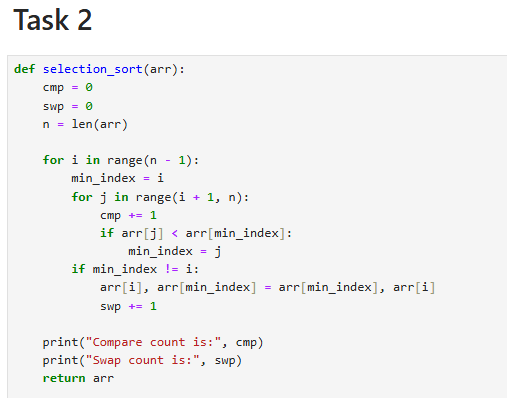 Task 2
def selection_sort(arr):
    cmp = 0
    swp = 0
    n = len(arr)

    for i in range(n - 1):
        min_index = i
        for j in range(i + 1, n):
            cmp += 1
            if arr[j] < arr[min_index]:
                min_index = j
        if min_index != i:
            arr[i], arr[min_index] = arr[min_index], arr[i]
            swp += 1

    print("Compare count is:", cmp)
    print("Swap count is:", swp)
    return arr